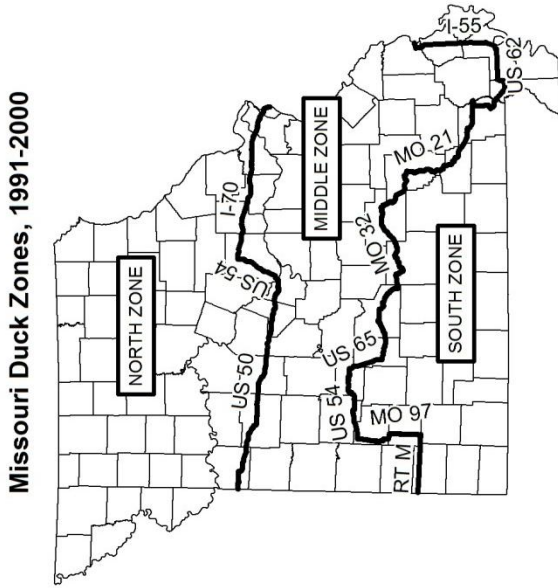 Missouri Duck Zones, 1991-2000
NORTH ZONE
I-70
US-54
US-50
MIDDLE ZONE
I-55
US-62
MO 21
MO 32
US 65
US 54
MO 97
RT M
SOUTH ZONE